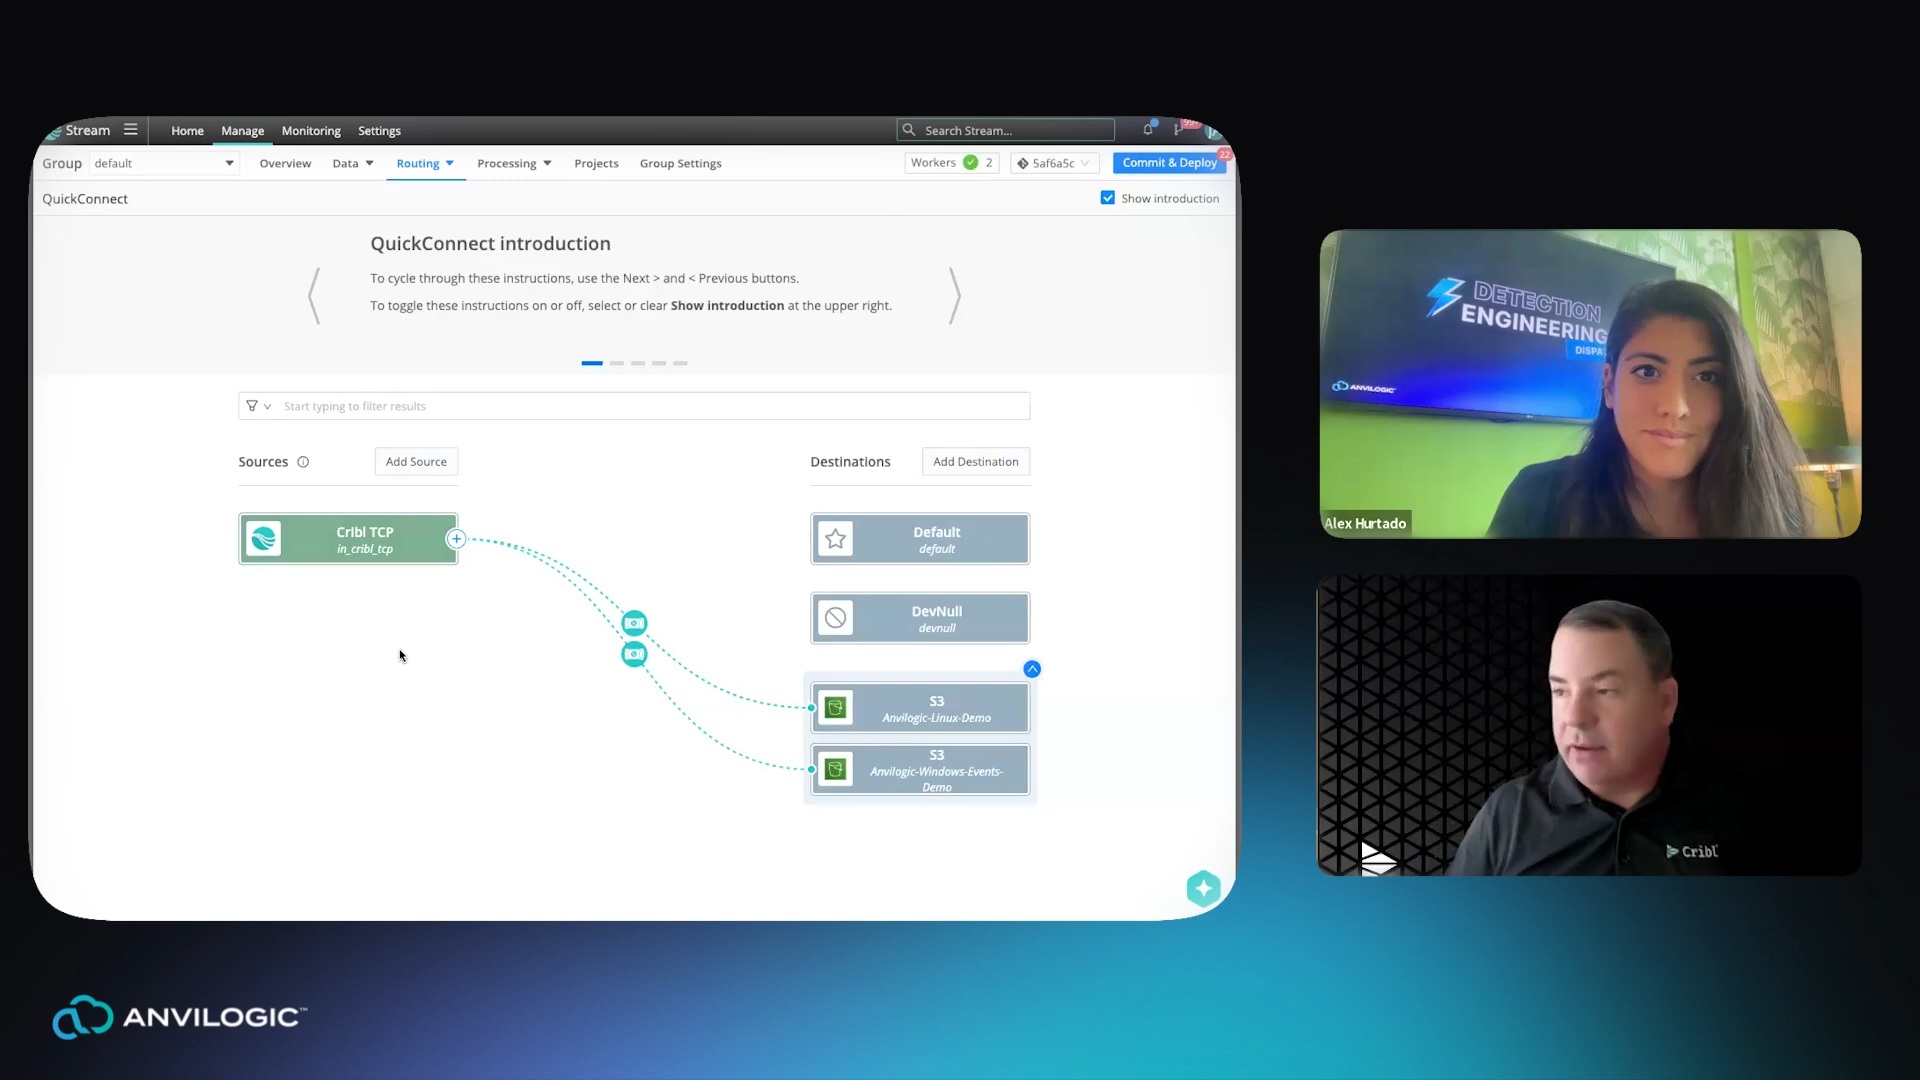 Stream
Home
Manage
Monitoring
Settings
Search Stream...
99+
Group
default
Overview
Data
Routing
Processing
Projects
Group Settings
Workers
2
5af6a5c
Commit & Deploy
22
QuickConnect
Show introduction
QuickConnect introduction
To cycle through these instructions, use the Next > and < Previous buttons.
To toggle these instructions on or off, select or clear Show introduction at the upper right.
Start typing to filter results
Sources
Add Source
Destinations
Add Destination
Cribl TCP
in_cribl_tcp
Default
default
DevNull
devnull
S3
Anvilogic-Linux-Demo
S3
Anvilogic-Windows-Events-
Demo
DETECTION
ENGINEERING
ANVILOGIC
Alex Hurtado
Cribl
ANVILOGIC™